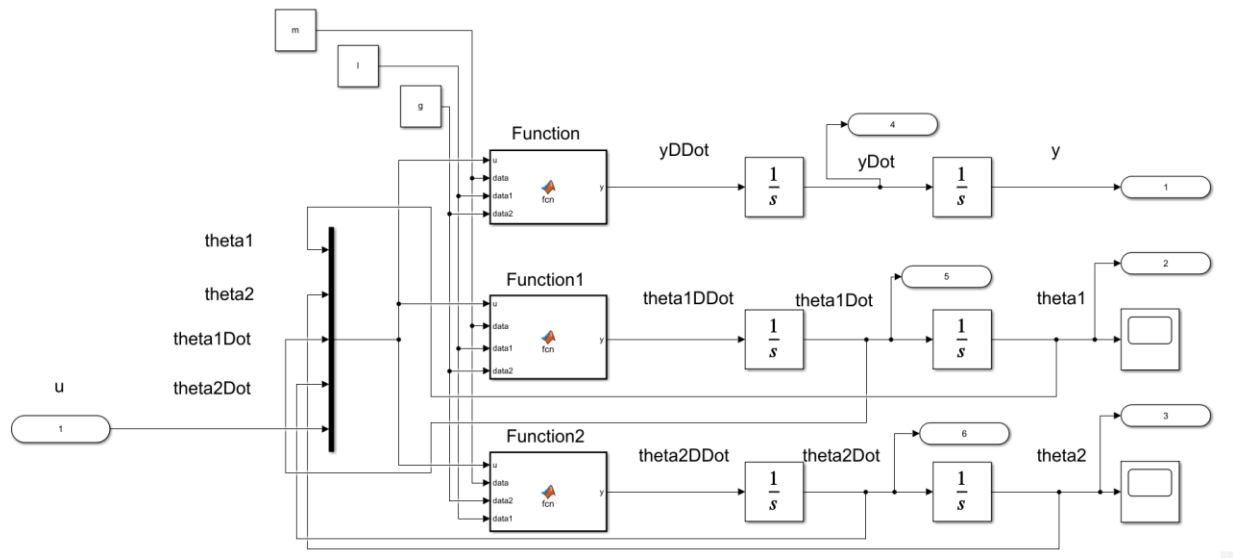 m
l
g
Function
u
data
data1
data2
fcn
y
yDDot
1
s
yDot
4
1
s
y
1
theta1
theta2
theta1Dot
theta2Dot
u
1
Function1
u
data
data1
data2
fcn
y
theta1DDot
1
s
theta1Dot
5
1
s
theta1
2
Function2
u
data
data2
data1
fcn
y
theta2DDot
1
s
theta2Dot
6
1
s
theta2
3